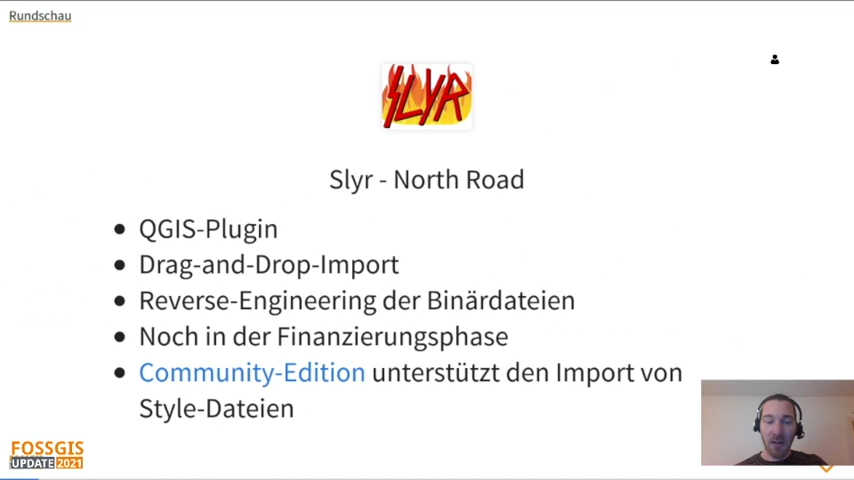 Rundschau
SLYR
Slyr - North Road
QGIS-Plugin
Drag-and-Drop-Import
Reverse-Engineering der Binärdateien
Noch in der Finanzierungsphase
Community-Edition unterstützt den Import von
Style-Dateien
FOSSGIS
UPDATE 2021